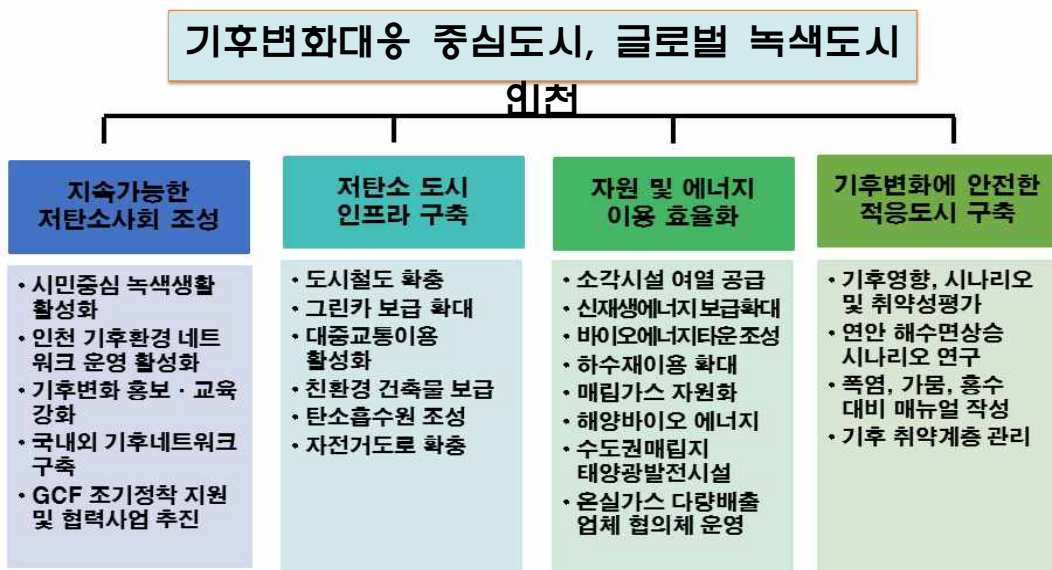 기후변화대응 중심도시, 글로벌 녹색도시
인천
지속가능한
저탄소사회 조성
• 시민중심 녹색생활
활성화
• 인천 기후환경 네트
워크 운영 활성화
• 기후변화 홍보 · 교육
강화
• 국내외 기후네트워크
구축
• GCF 조기정착 지원
및 협력사업 추진
저탄소 도시
인프라 구축
• 도시철도 확충
• 그린카 보급 확대
• 대중교통이용
활성화
• 친환경 건축물 보급
• 탄소흡수원 조성
• 자전거도로 확충
자원 및 에너지
이용 효율화
• 소각시설 여열 공급
• 신재생에너지 보급확대
• 바이오에너지타운 조성
• 하수재이용 확대
• 매립가스 자원화
• 해양바이오 에너지
• 수도권매립지
태양광발전시설
• 온실가스 다량배출
업체 협의체 운영
기후변화에 안전한
적응도시 구축
• 기후영향, 시나리오
및 취약성평가
• 연안 해수면상승
시나리오 연구
• 폭염, 가뭄, 홍수
대비 매뉴얼 작성
• 기후 취약계층 관리